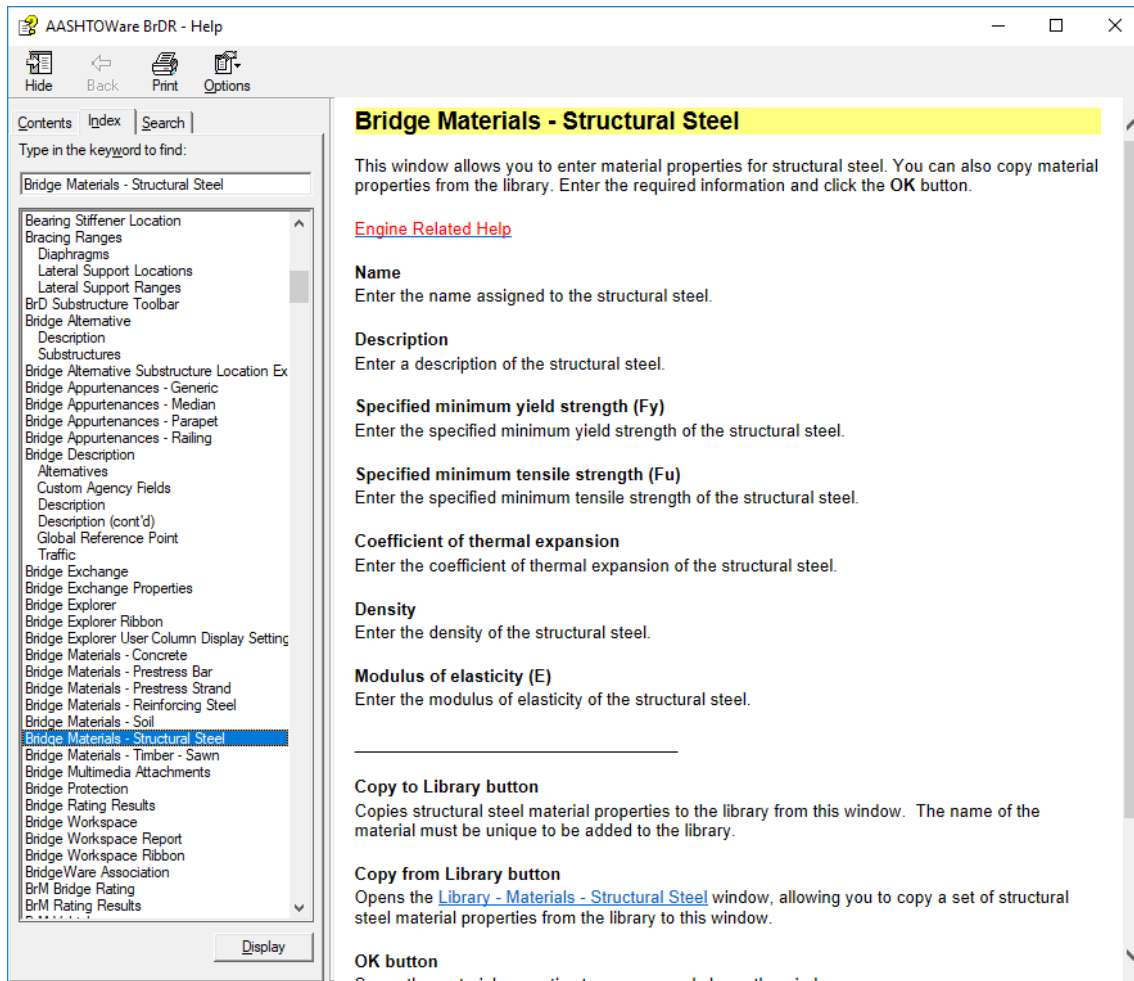 AASHTOWare BrDR - Help
Hide
Back
Print
Options
Contents
Index
Search
Type in the keyword to find:
Bridge Materials - Structural Steel
Bearing Stiffener Location
Bracing Ranges
Diaphragms
Lateral Support Locations
Lateral Support Ranges
BrD Substructure Toolbar
Bridge Alternative
Description
Substructures
Bridge Alternative Substructure Location Ex
Bridge Appurtenances - Generic
Bridge Appurtenances - Median
Bridge Appurtenances - Parapet
Bridge Appurtenances - Railing
Bridge Description
Alternatives
Custom Agency Fields
Description
Description (cont'd)
Global Reference Point
Traffic
Bridge Exchange
Bridge Exchange Properties
Bridge Explorer
Bridge Explorer Ribbon
Bridge Explorer User Column Display Setting
Bridge Materials - Concrete
Bridge Materials - Prestress Bar
Bridge Materials - Prestress Strand
Bridge Materials - Reinforcing Steel
Bridge Materials - Soil
Bridge Materials - Structural Steel
Bridge Materials - Timber - Sawn
Bridge Multimedia Attachments
Bridge Protection
Bridge Rating Results
Bridge Workspace
Bridge Workspace Report
Bridge Workspace Ribbon
BridgeWare Association
BrM Bridge Rating
BrM Rating Results
Display
Bridge Materials - Structural Steel
This window allows you to enter material properties for structural steel. You can also copy material
properties from the library. Enter the required information and click the OK button.
Engine Related Help
Name
Enter the name assigned to the structural steel.
Description
Enter a description of the structural steel.
Specified minimum yield strength (Fy)
Enter the specified minimum yield strength of the structural steel.
Specified minimum tensile strength (Fu)
Enter the specified minimum tensile strength of the structural steel.
Coefficient of thermal expansion
Enter the coefficient of thermal expansion of the structural steel.
Density
Enter the density of the structural steel.
Modulus of elasticity (E)
Enter the modulus of elasticity of the structural steel.
Copy to Library button
Copies structural steel material properties to the library from this window. The name of the
material must be unique to be added to the library.
Copy from Library button
Opens the Library - Materials - Structural Steel window, allowing you to copy a set of structural
steel material properties from the library to this window.
OK button